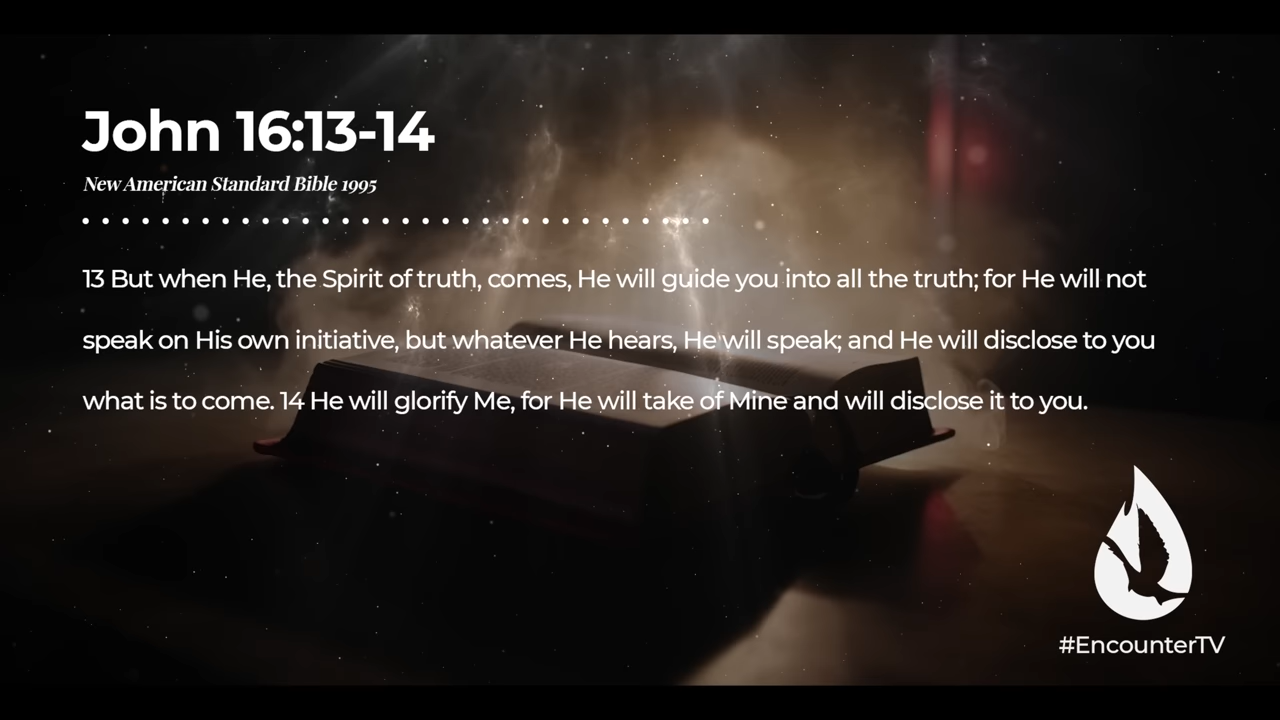 John 16:13-14
New American Standard Bible 1995
13 But when He, the Spirit of truth, comes, He will guide you into all the truth; for He will not
speak on His own initiative, but whatever He hears, He will speak; and He will disclose to you
what is to come. 14 He will glorify Me, for He will take of Mine and will disclose it to you.
#EncounterTV